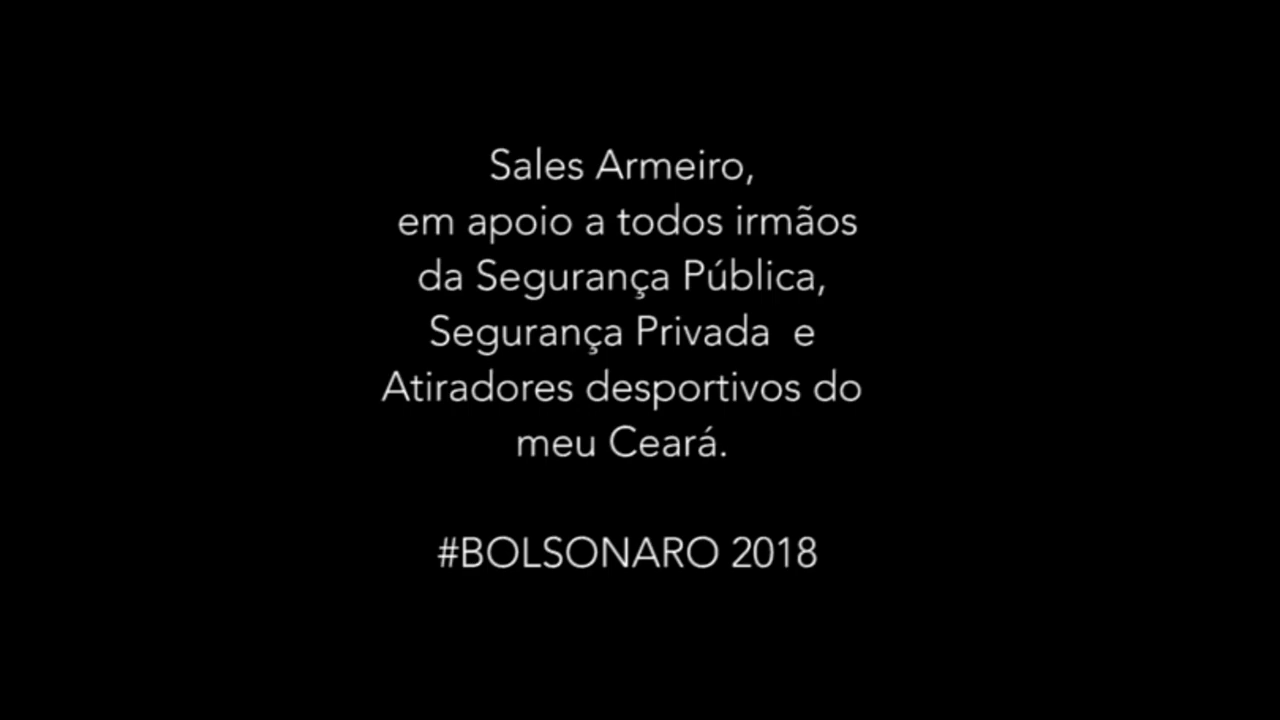 Sales Armeiro,
em apoio a todos irmãos
da Segurança Pública,
Segurança Privada  e
Atiradores desportivos do
meu Ceará.
#BOLSONARO 2018